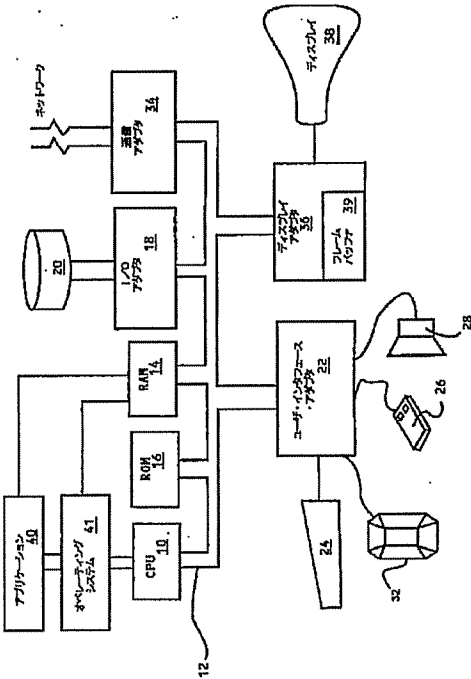 アプリケーション
40
オペレーティング
システム
41
CPU
10
ROM
16
RAM
14
I/O
アダプタ
18
20
通信
アダプタ
34
ネットワーク
12
ユーザ・インタフェース
・アダプタ
22
ディスプレイ
アダプタ
36
フレーム
バッファ
39
ディスプレイ
38
24
32
26
28